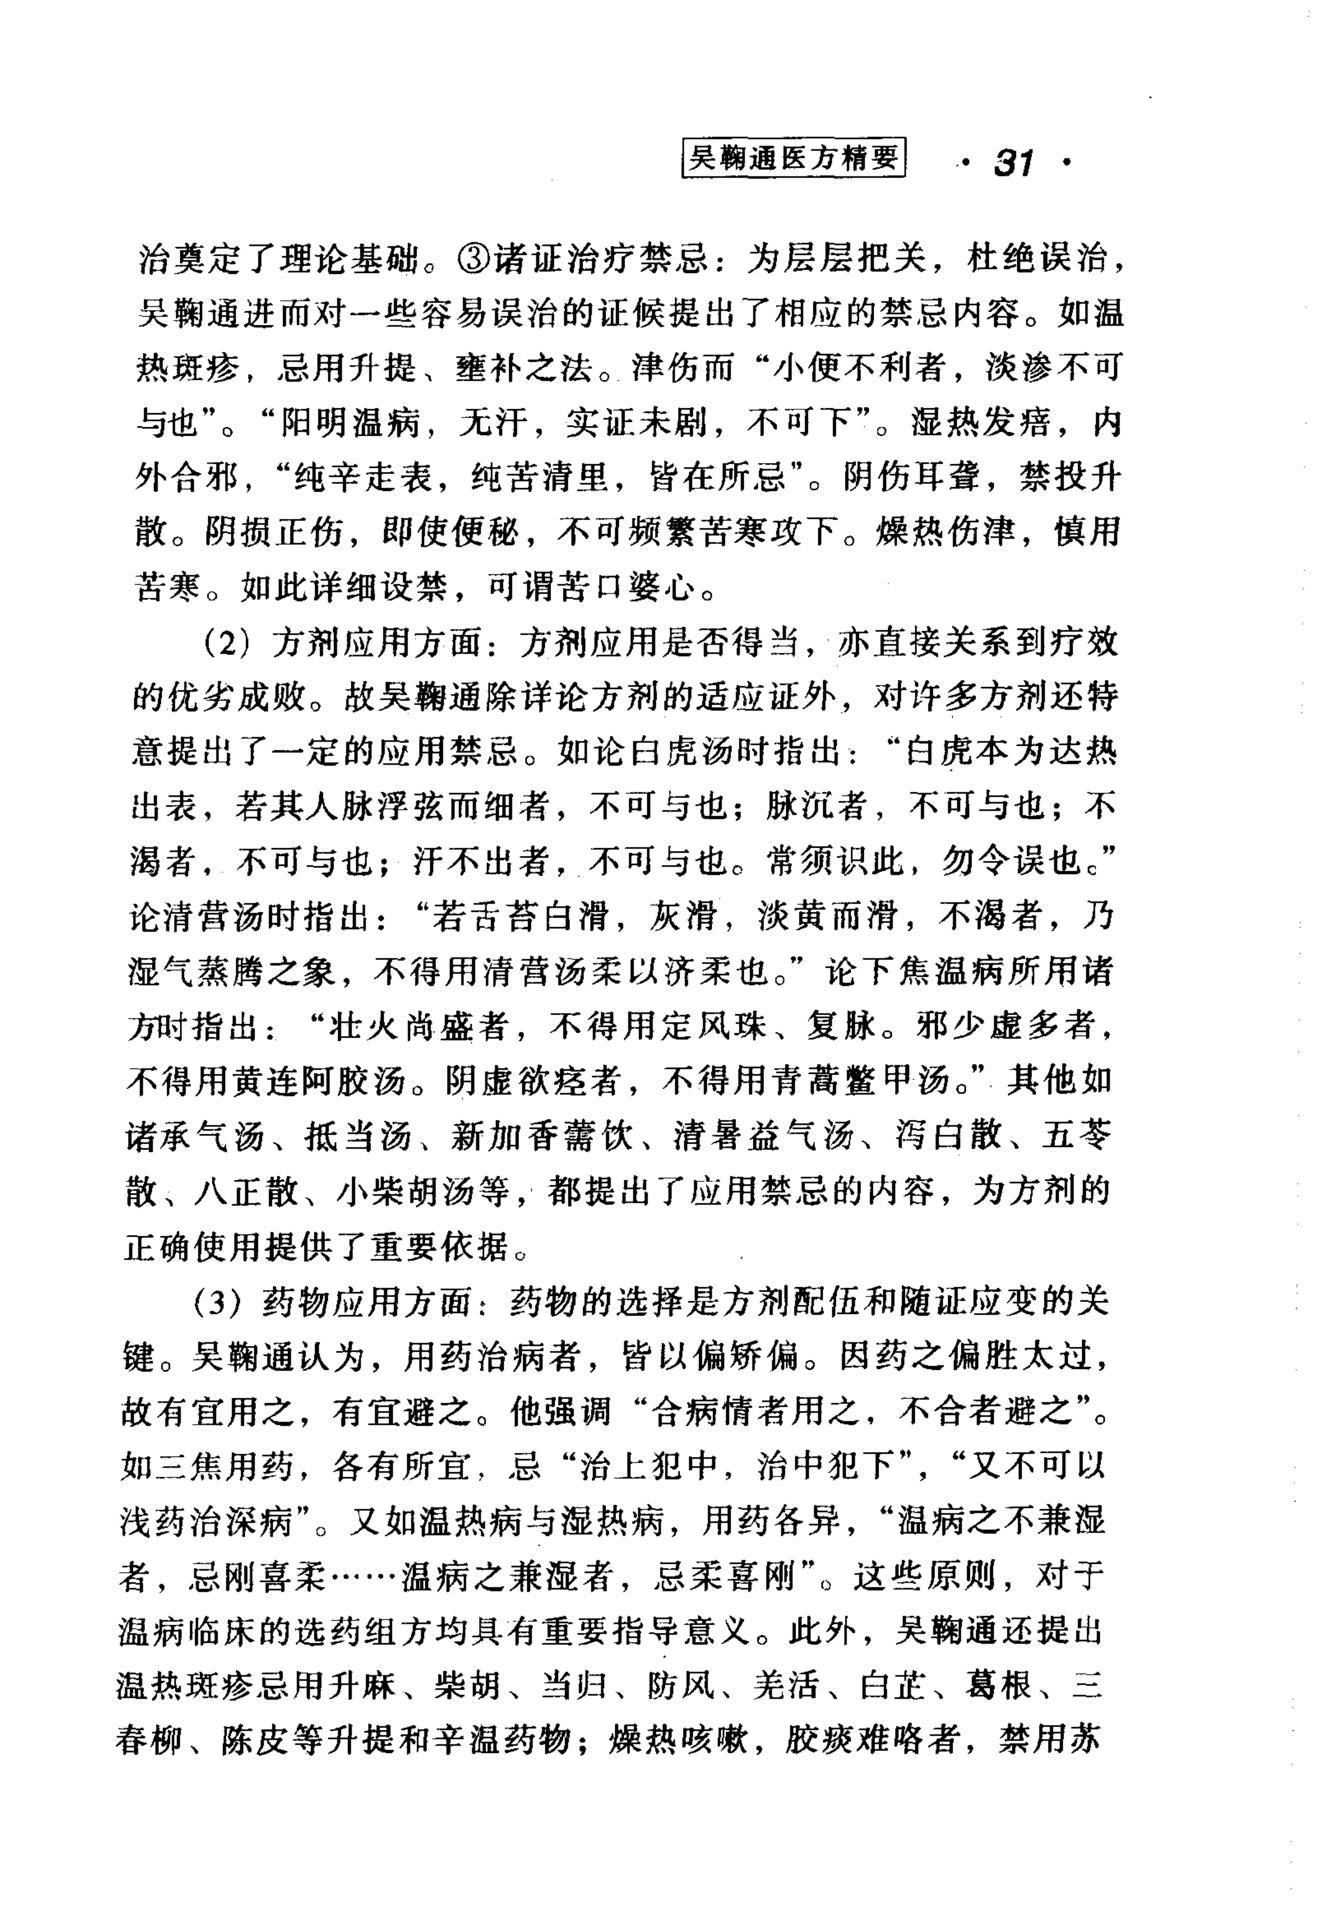 吴鞠通医方精要 · 31 ·
治奠定了理论基础。③诸证治疗禁忌：为层层把关，杜绝误治，
吴鞠通进而对一些容易误治的证候提出了相应的禁忌内容。如温
热斑疹，忌用升提、壅补之法。津伤而“小便不利者，淡渗不可
与也”。“阳明温病，无汗，实证未剧，不可下”。湿热发㾦，内
外合邪，“纯辛走表，纯苦清里，皆在所忌”。阴伤耳聋，禁投升
散。阴损正伤，即使便秘，不可频繁苦寒攻下。燥热伤津，慎用
苦寒。如此详细设禁，可谓苦口婆心。
（2）方剂应用方面：方剂应用是否得当，亦直接关系到疗效
的优劣成败。故吴鞠通除详论方剂的适应证外，对许多方剂还特
意提出了一定的应用禁忌。如论白虎汤时指出：“白虎本为达热
出表，若其人脉浮弦而细者，不可与也；脉沉者，不可与也；不
渴者，不可与也；汗不出者，不可与也。常须识此，勿令误也。”
论清营汤时指出：“若舌苔白滑，灰滑，淡黄而滑，不渴者，乃
湿气蒸腾之象，不得用清营汤柔以济柔也。”论下焦温病所用诸
方时指出：“壮火尚盛者，不得用定风珠、复脉。邪少虚多者，
不得用黄连阿胶汤。阴虚欲痉者，不得用青蒿鳖甲汤。”其他如
诸承气汤、抵当汤、新加香薷饮、清暑益气汤、泻白散、五苓
散、八正散、小柴胡汤等，都提出了应用禁忌的内容，为方剂的
正确使用提供了重要依据。
（3）药物应用方面：药物的选择是方剂配伍和随证应变的关
键。吴鞠通认为，用药治病者，皆以偏矫偏。因药之偏胜太过，
故有宜用之，有宜避之。他强调“合病情者用之，不合者避之”。
如三焦用药，各有所宜，忌“治上犯中，治中犯下”，“又不可以
浅药治深病”。又如温热病与湿热病，用药各异，“温病之不兼湿
者，忌刚喜柔……温病之兼湿者，忌柔喜刚”。这些原则，对于
温病临床的选药组方均具有重要指导意义。此外，吴鞠通还提出
温热斑疹忌用升麻、柴胡、当归、防风、羌活、白芷、葛根、三
春柳、陈皮等升提和辛温药物；燥热咳嗽，胶痰难咯者，禁用苏